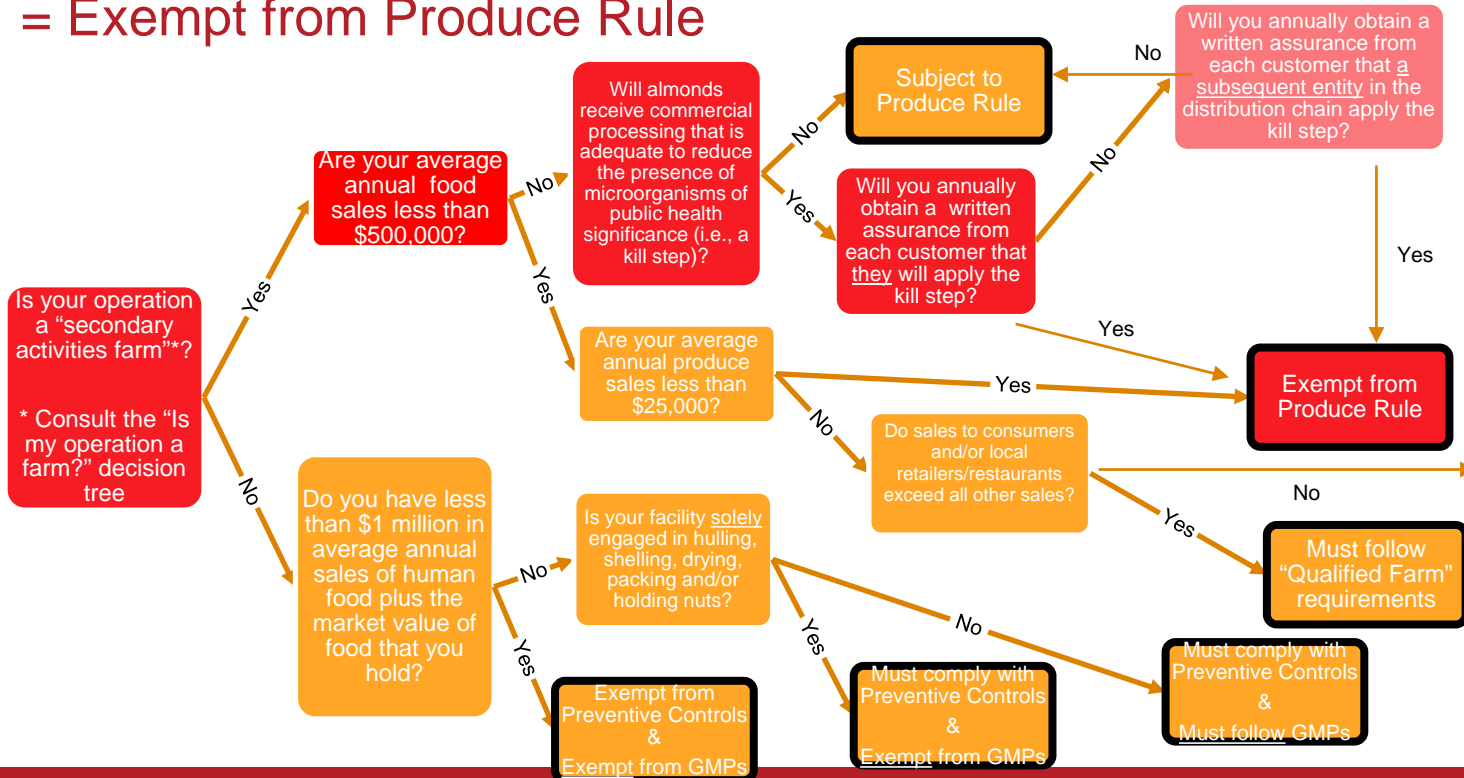 = Exempt from Produce Rule
Is your operation
a “secondary
activities farm”*?
* Consult the “Is
my operation a
farm?” decision
tree
Yes
No
Are your average
annual food
sales less than
$500,000?
No
Yes
Do you have less
than $1 million in
average annual
sales of human
food plus the
market value of
food that you
hold?
No
Yes
Will almonds
receive commercial
processing that is
adequate to reduce
the presence of
microorganisms of
public health
significance (i.e., a
kill step)?
No
Yes
Are your average
annual produce
sales less than
$25,000?
Yes
No
Is your facility solely
engaged in hulling,
shelling, drying,
packing and/or
holding nuts?
No
Yes
Exempt from
Preventive Controls
&
Exempt from GMPs
Subject to
Produce Rule
Will you annually
obtain a written
assurance from
each customer that
they will apply the
kill step?
No
Yes
Do sales to consumers
and/or local
retailers/restaurants
exceed all other sales?
No
Yes
Must comply with
Preventive Controls
&
Exempt from GMPs
Will you annually obtain a
written assurance from
each customer that a
subsequent entity in the
distribution chain apply the
kill step?
No
Yes
Exempt from
Produce Rule
Must follow
“Qualified Farm”
requirements
Must comply with
Preventive Controls
&
Must follow GMPs